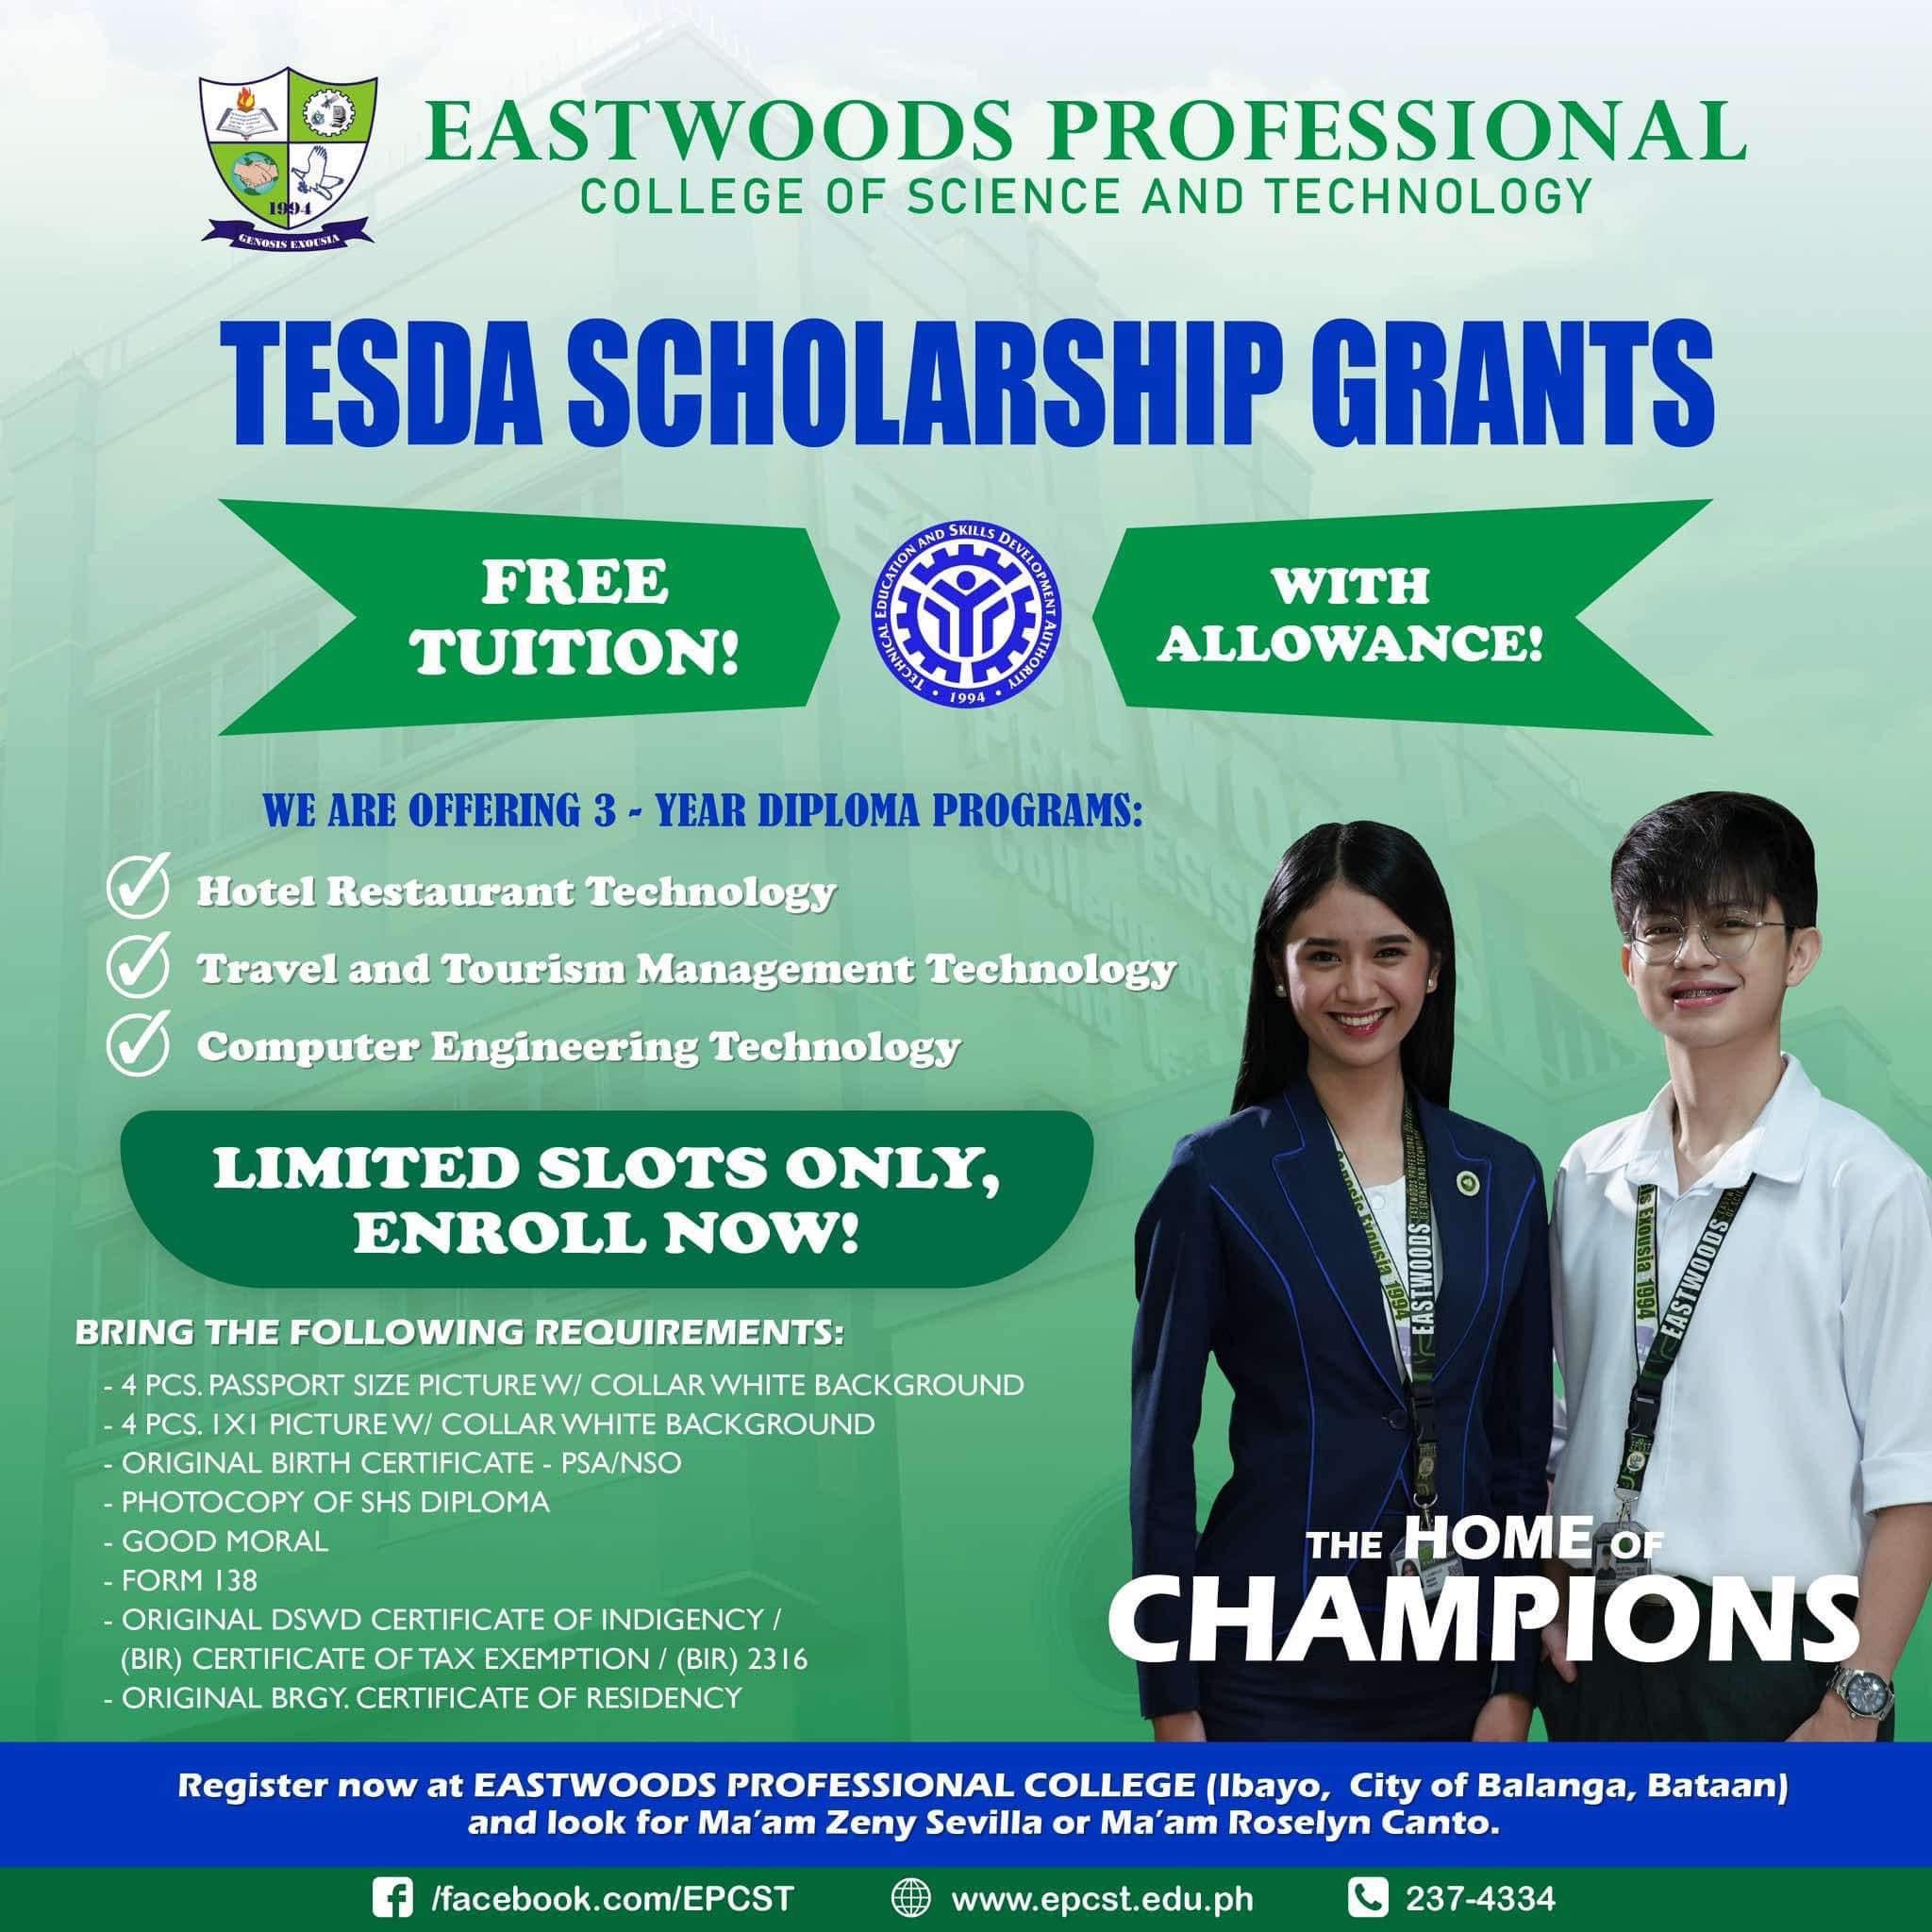 1994
GENOSIS EXOUSIA
EASTWOODS PROFESSIONAL
COLLEGE OF SCIENCE AND TECHNOLOGY
TESDA SCHOLARSHIP GRANTS
FREE
TUITION!
TECHNICAL EDUCATION AND SKILLS DEVELOPMENT AUTHORITY
• 1994 •
WITH
ALLOWANCE!
WE ARE OFFERING 3 - YEAR DIPLOMA PROGRAMS:
Hotel Restaurant Technology
Travel and Tourism Management Technology
Computer Engineering Technology
LIMITED SLOTS ONLY,
ENROLL NOW!
BRING THE FOLLOWING REQUIREMENTS:
- 4 PCS. PASSPORT SIZE PICTURE W/ COLLAR WHITE BACKGROUND
- 4 PCS. 1X1 PICTURE W/ COLLAR WHITE BACKGROUND
- ORIGINAL BIRTH CERTIFICATE - PSA/NSO
- PHOTOCOPY OF SHS DIPLOMA
- GOOD MORAL
- FORM 138
- ORIGINAL DSWD CERTIFICATE OF INDIGENCY /
(BIR) CERTIFICATE OF TAX EXEMPTION / (BIR) 2316
- ORIGINAL BRGY. CERTIFICATE OF RESIDENCY
Genosis Exousia 1994
EASTWOODS
Exousia 1994
EASTWOODS
THE HOME OF
CHAMPIONS
Register now at EASTWOODS PROFESSIONAL COLLEGE (Ibayo, City of Balanga, Bataan)
and look for Ma'am Zeny Sevilla or Ma'am Roselyn Canto.
/facebook.com/EPCST
www.epcst.edu.ph
237-4334